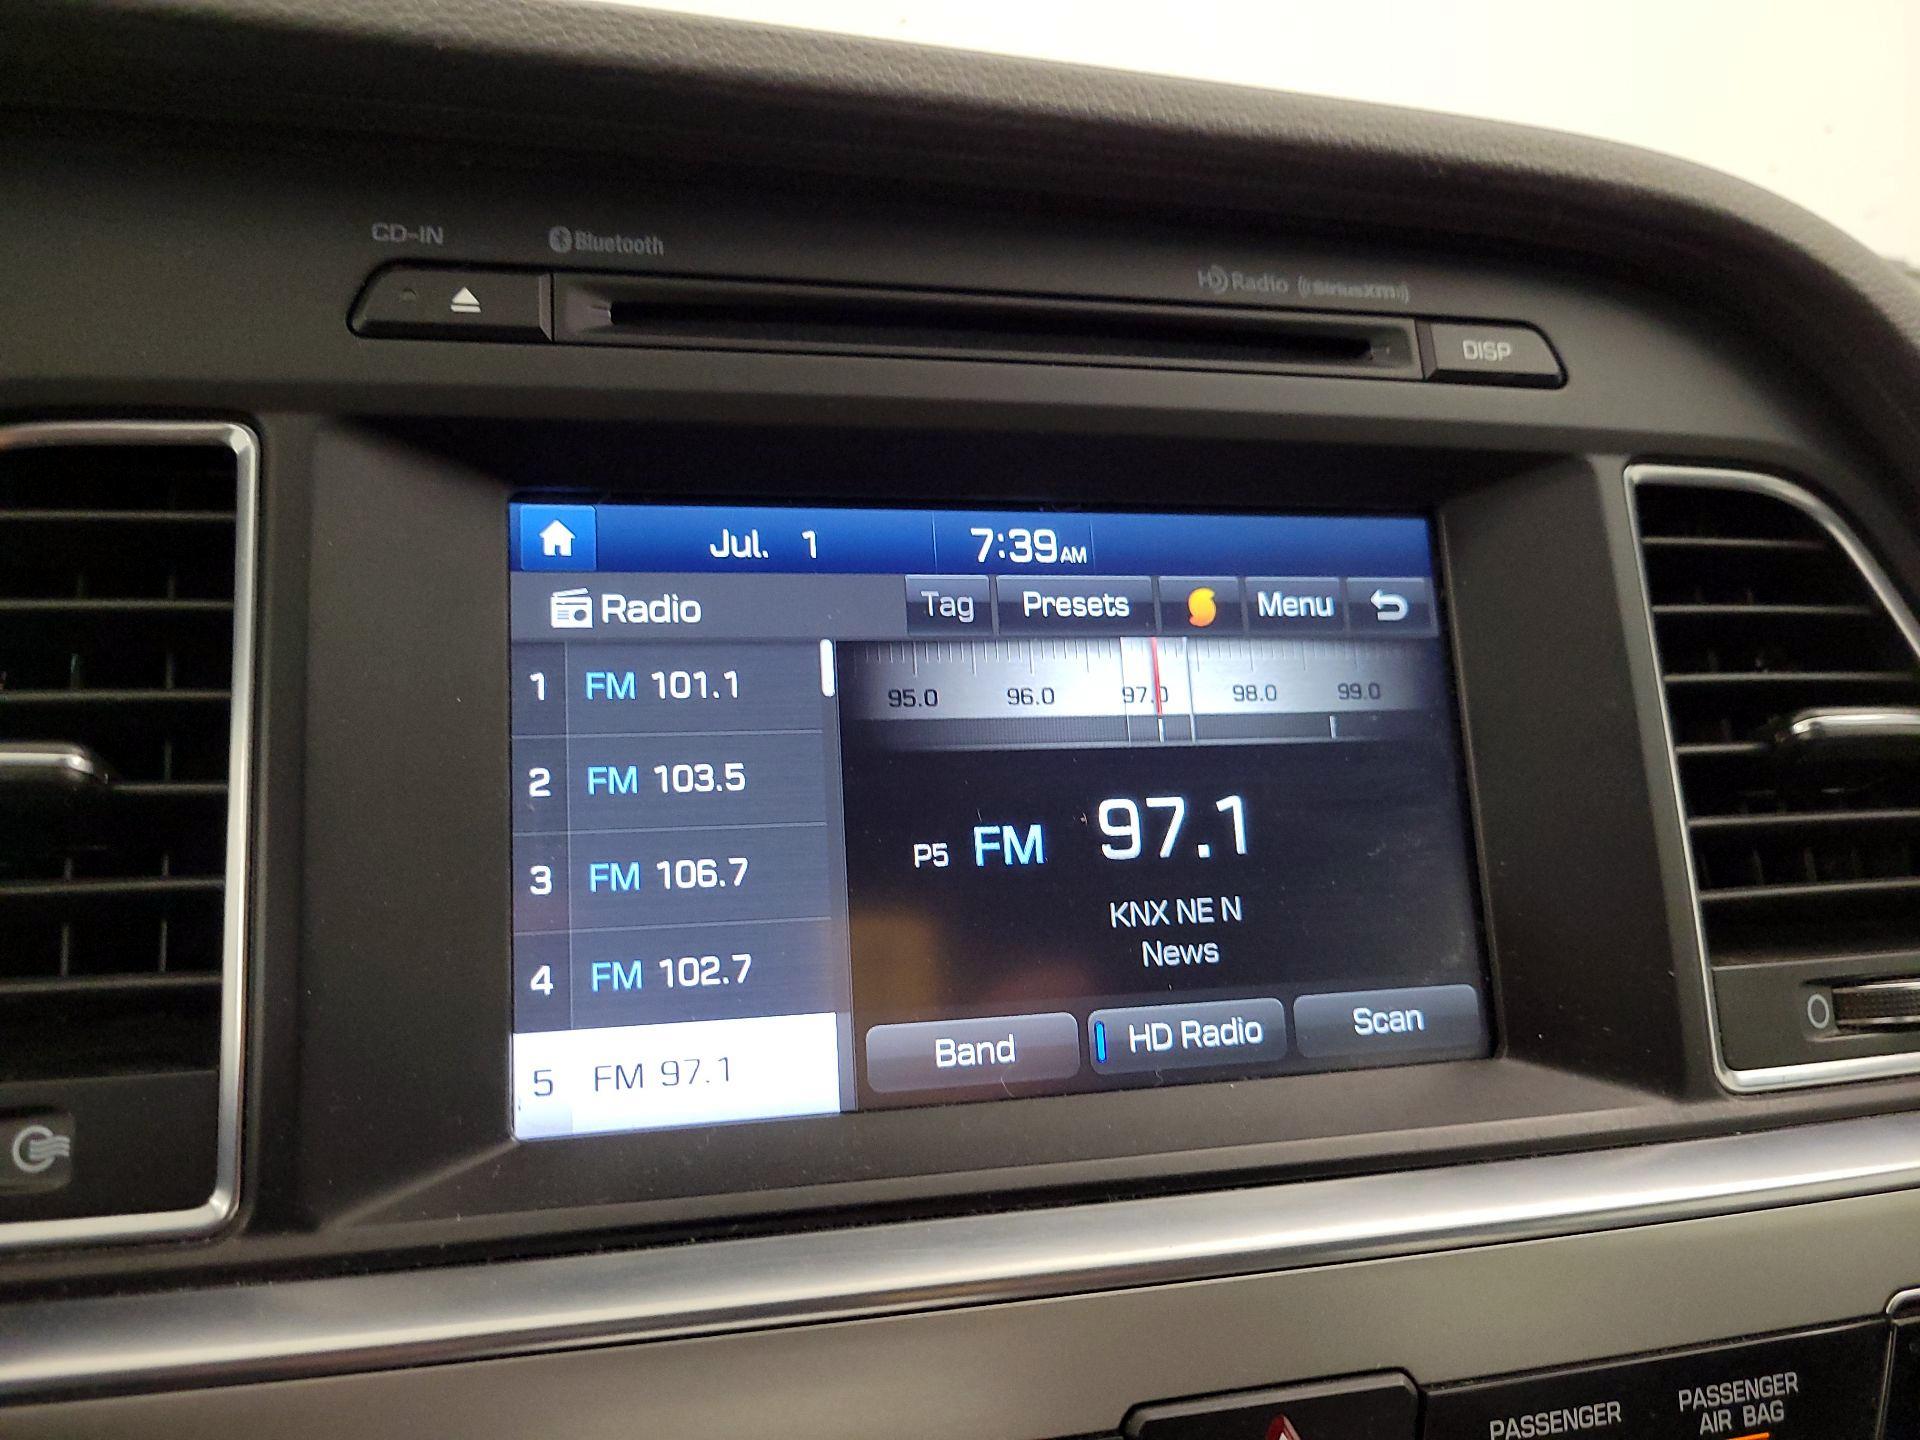 CD-IN
Bluetooth
HD Radio ((SiriusXM))
DISP
Jul. 1 7:39 AM
Radio Tag Presets Menu
1 FM 101.1
2 FM 103.5
3 FM 106.7
4 FM 102.7
5 FM 97.1
95.0 96.0 97.0 98.0 99.0
P5 FM 97.1
KNX NE N
News
Band HD Radio Scan
PASSENGER
PASSENGER
AIR BAG